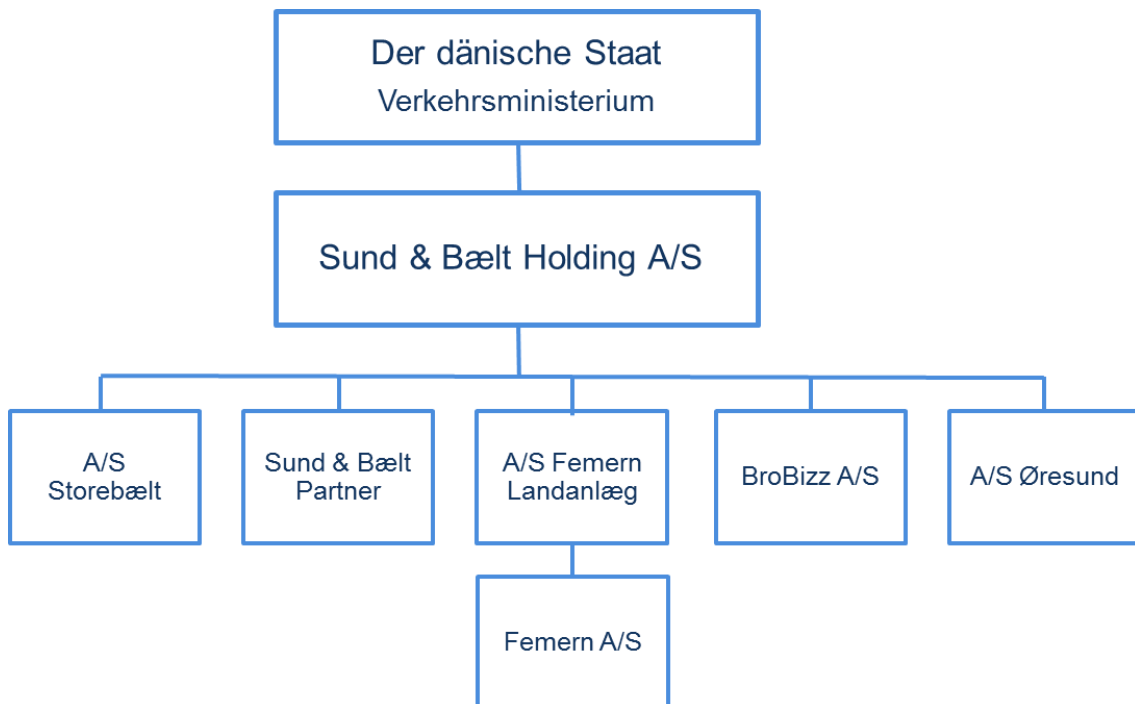 Der dänische Staat
Verkehrsministerium
Sund & Bælt Holding A/S
A/S
Storebælt
Sund & Bælt
Partner
A/S Femern
Landanlæg
BroBizz A/S
A/S Øresund
Femern A/S